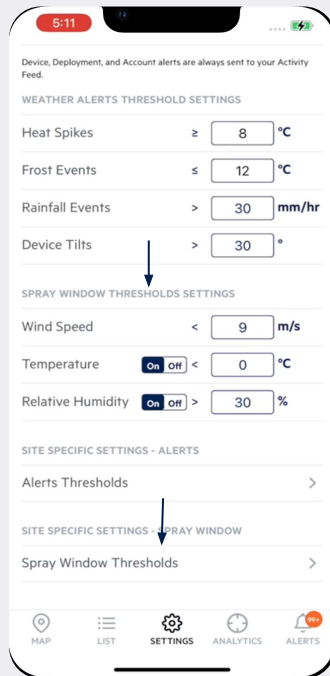 5:11
Device, Deployment, and Account alerts are always sent to your Activity
Feed.
WEATHER ALERTS THRESHOLD SETTINGS
Heat Spikes ≥ 8 °C
Frost Events ≤ 12 °C
Rainfall Events > 30 mm/hr
Device Tilts > 30 °
SPRAY WINDOW THRESHOLDS SETTINGS
Wind Speed < 9 m/s
Temperature On Off < 0 °C
Relative Humidity On Off > 30 %
SITE SPECIFIC SETTINGS - ALERTS
Alerts Thresholds >
SITE SPECIFIC SETTINGS - SPRAY WINDOW
Spray Window Thresholds >
99+
MAP LIST SETTINGS ANALYTICS ALERTS